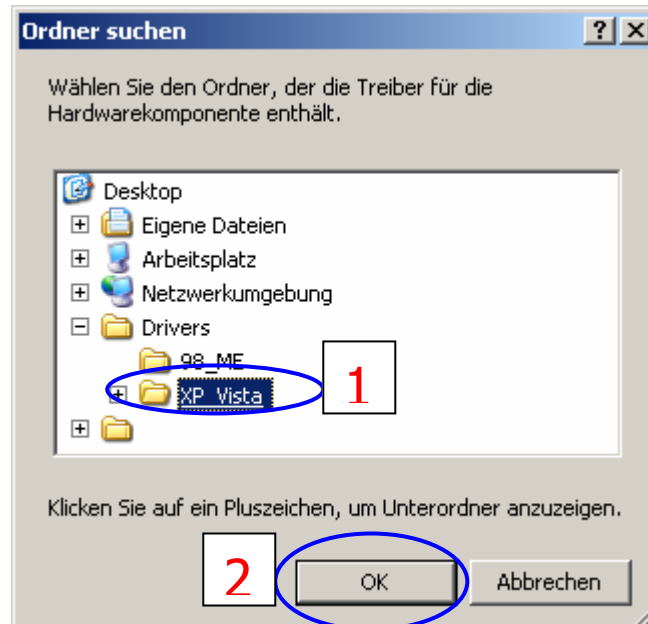 Ordner suchen
Wählen Sie den Ordner, der die Treiber für die
Hardwarekomponente enthält.
Desktop
Eigene Dateien
Arbeitsplatz
Netzwerkumgebung
Drivers
98_ME
XP_Vista
1
Klicken Sie auf ein Pluszeichen, um Unterordner anzuzeigen.
2
OK
Abbrechen